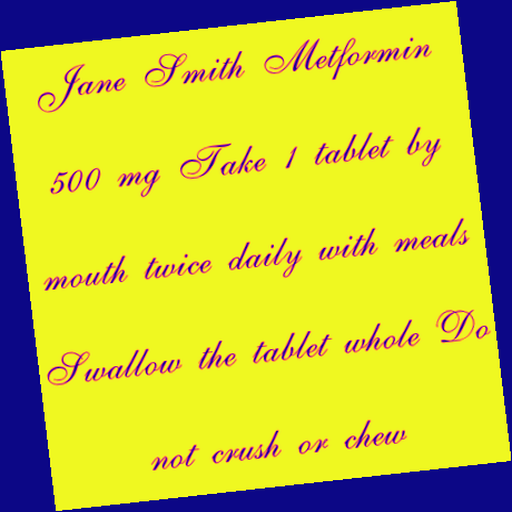 Jane Smith Metformin
500 mg Take 1 tablet by
mouth twice daily with meals
Swallow the tablet whole Do
not crush or chew